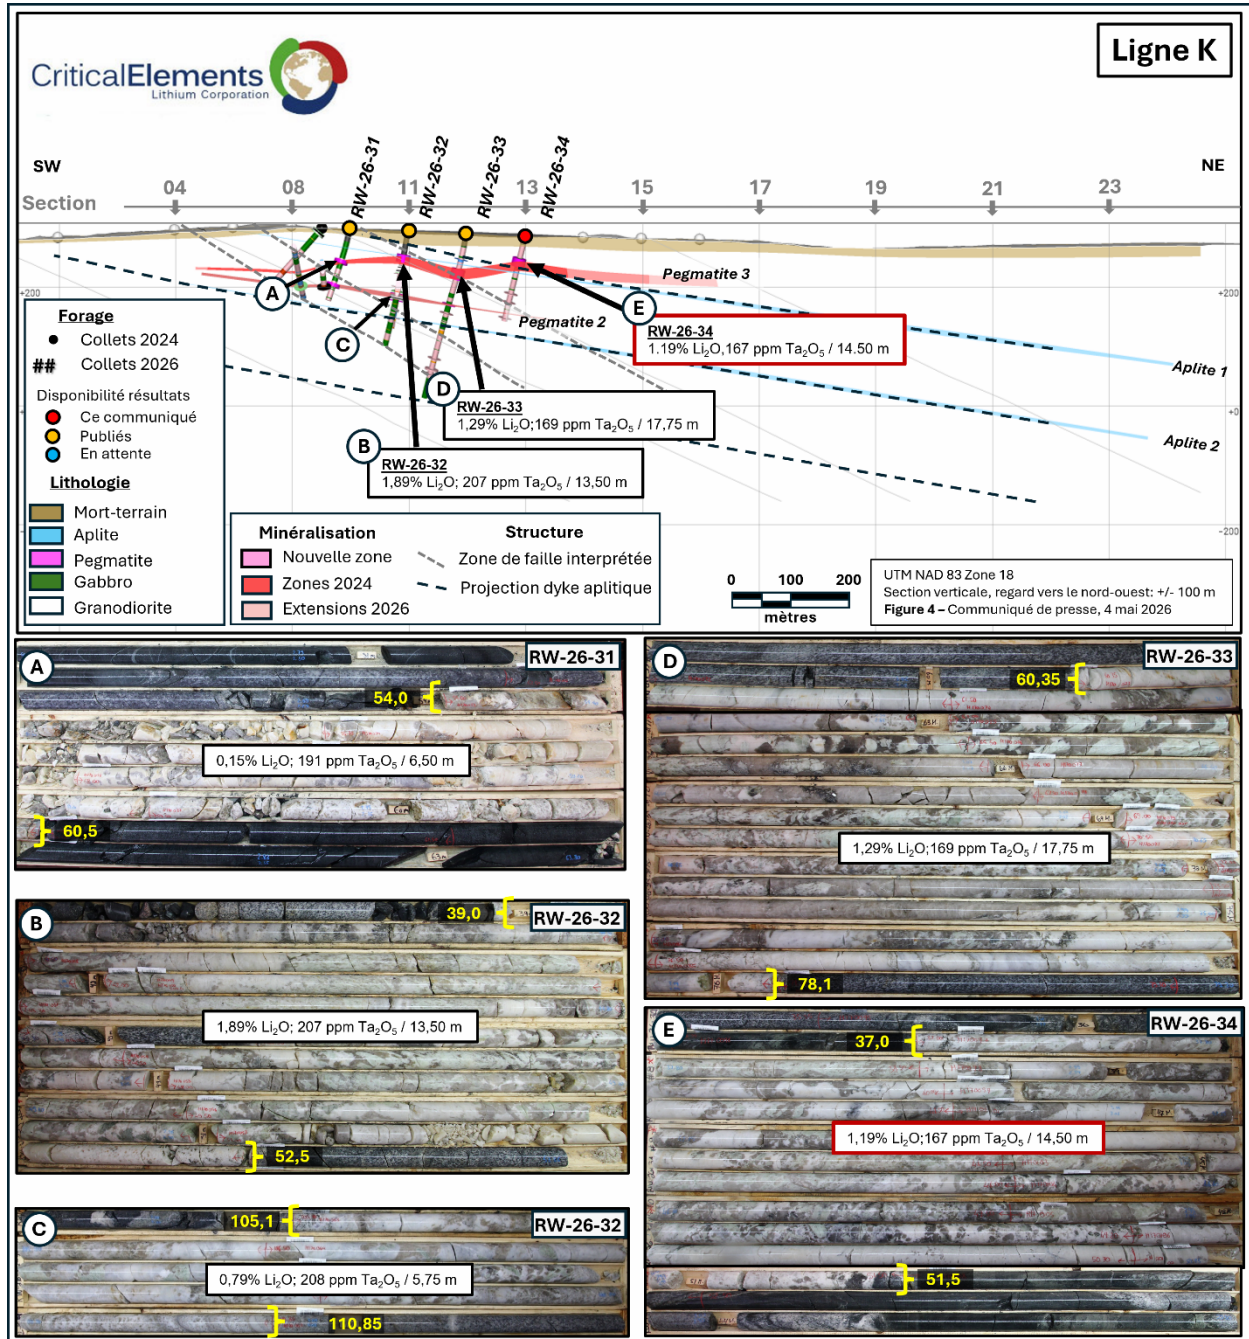 Ligne K
CriticalElements
Lithium Corporation
SW
NE
RW-26-31
RW-26-32
RW-26-33
RW-26-34
Section
04
08
11
13
15
17
19
21
23
Pegmatite 3
+200
+200
A
E
C
Pegmatite 2
RW-26-34
1.19% Li2O,167 ppm Ta2O5 / 14.50 m
Aplite 1
D
RW-26-33
1,29% Li2O;169 ppm Ta2O5 / 17,75 m
+0
Aplite 2
B
RW-26-32
1,89% Li2O; 207 ppm Ta2O5 / 13,50 m
-200
Forage
Collets 2024
## Collets 2026
Disponibilité résultats
Ce communiqué
Publiés
En attente
Lithologie
Mort-terrain
Aplite
Pegmatite
Gabbro
Granodiorite
Minéralisation
Nouvelle zone
Zones 2024
Extensions 2026
Structure
Zone de faille interprétée
Projection dyke aplitique
0 100 200
mètres
UTM NAD 83 Zone 18
Section verticale, regard vers le nord-ouest: +/- 100 m
Figure 4 – Communiqué de presse, 4 mai 2026
A
RW-26-31
54,0
0,15% Li2O; 191 ppm Ta2O5 / 6,50 m
60,5
B
39,0
RW-26-32
1,89% Li2O; 207 ppm Ta2O5 / 13,50 m
52,5
C
105,1
RW-26-32
0,79% Li2O; 208 ppm Ta2O5 / 5,75 m
110,85
D
RW-26-33
60,35
1,29% Li2O;169 ppm Ta2O5 / 17,75 m
78,1
E
RW-26-34
37,0
1,19% Li2O;167 ppm Ta2O5 / 14,50 m
51,5